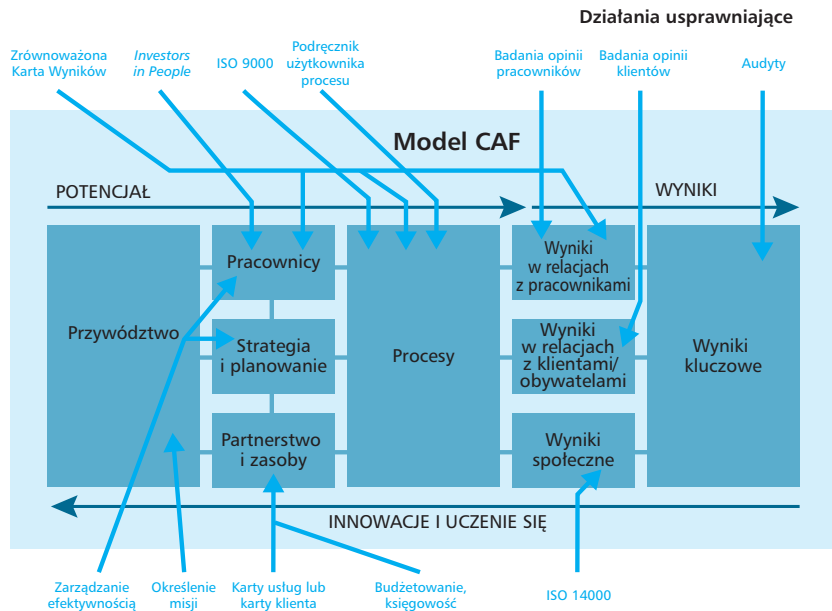 Działania usprawniające
Zrównoważona
Karta Wyników
Investors
in People
ISO 9000
Podręcznik
użytkownika
procesu
Badania opinii
pracowników
Badania opinii
klientów
Audyty
Model CAF
POTENCJAŁ
WYNIKI
Przywództwo
Pracownicy
Strategia
i planowanie
Partnerstwo
i zasoby
Procesy
Wyniki
w relacjach
z pracownikami
Wyniki
w relacjach
z klientami/
obywatelami
Wyniki
społeczne
Wyniki
kluczowe
INNOWACJE I UCZENIE SIĘ
Zarządzanie
efektywnością
Określenie
misji
Karty usług lub
karty klienta
Budżetowanie,
księgowość
ISO 14000